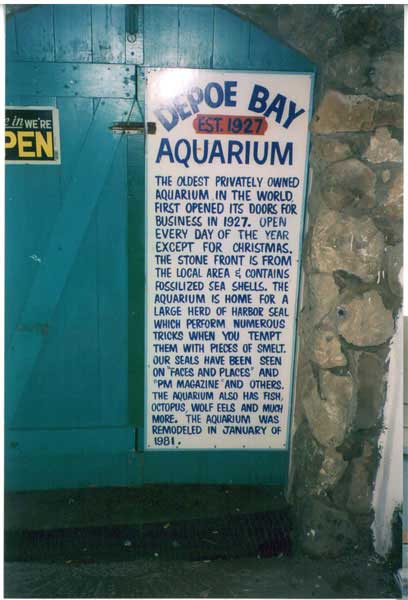 in WE'RE
OPEN
DEPOE BAY
EST. 1927
AQUARIUM
THE OLDEST PRIVATELY OWNED
AQUARIUM IN THE WORLD
FIRST OPENED ITS DOORS FOR
BUSINESS IN 1927. OPEN
EVERY DAY OF THE YEAR
EXCEPT FOR CHRISTMAS.
THE STONE FRONT IS FROM
THE LOCAL AREA & CONTAINS
FOSSILIZED SEA SHELLS. THE
AQUARIUM IS HOME FOR A
LARGE HERD OF HARBOR SEAL
WHICH PERFORM NUMEROUS
TRICKS WHEN YOU TEMPT
THEM WITH PIECES OF SMELT.
OUR SEALS HAVE BEEN SEEN
ON "FACES AND PLACES" AND
"PM MAGAZINE" AND OTHERS.
THE AQUARIUM ALSO HAS FISH,
OCTOPUS, WOLF EELS AND MUCH
MORE. THE AQUARIUM WAS
REMODELED IN JANUARY OF
1981.